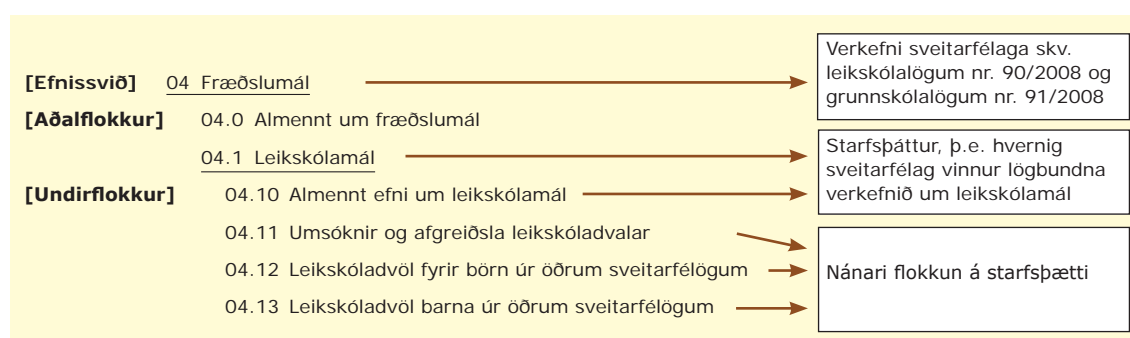 [Efnissvið] 04 Fræðslumál
Verkefni sveitarfélaga skv.
leikskólalögum nr. 90/2008 og
grunnskólalögum nr. 91/2008
[Aðalflokkur] 04.0 Almennt um fræðslumál
04.1 Leikskólamál
Starfsþáttur, þ.e. hvernig
sveitarfélag vinnur lögbundna
verkefnið um leikskólamál
[Undirflokkur] 04.10 Almennt efni um leikskólamál
04.11 Umsóknir og afgreiðsla leikskóladvalar
04.12 Leikskóladvöl fyrir börn úr öðrum sveitarfélögum
04.13 Leikskóladvöl barna úr öðrum sveitarfélögum
Nánari flokkun á starfsþætti